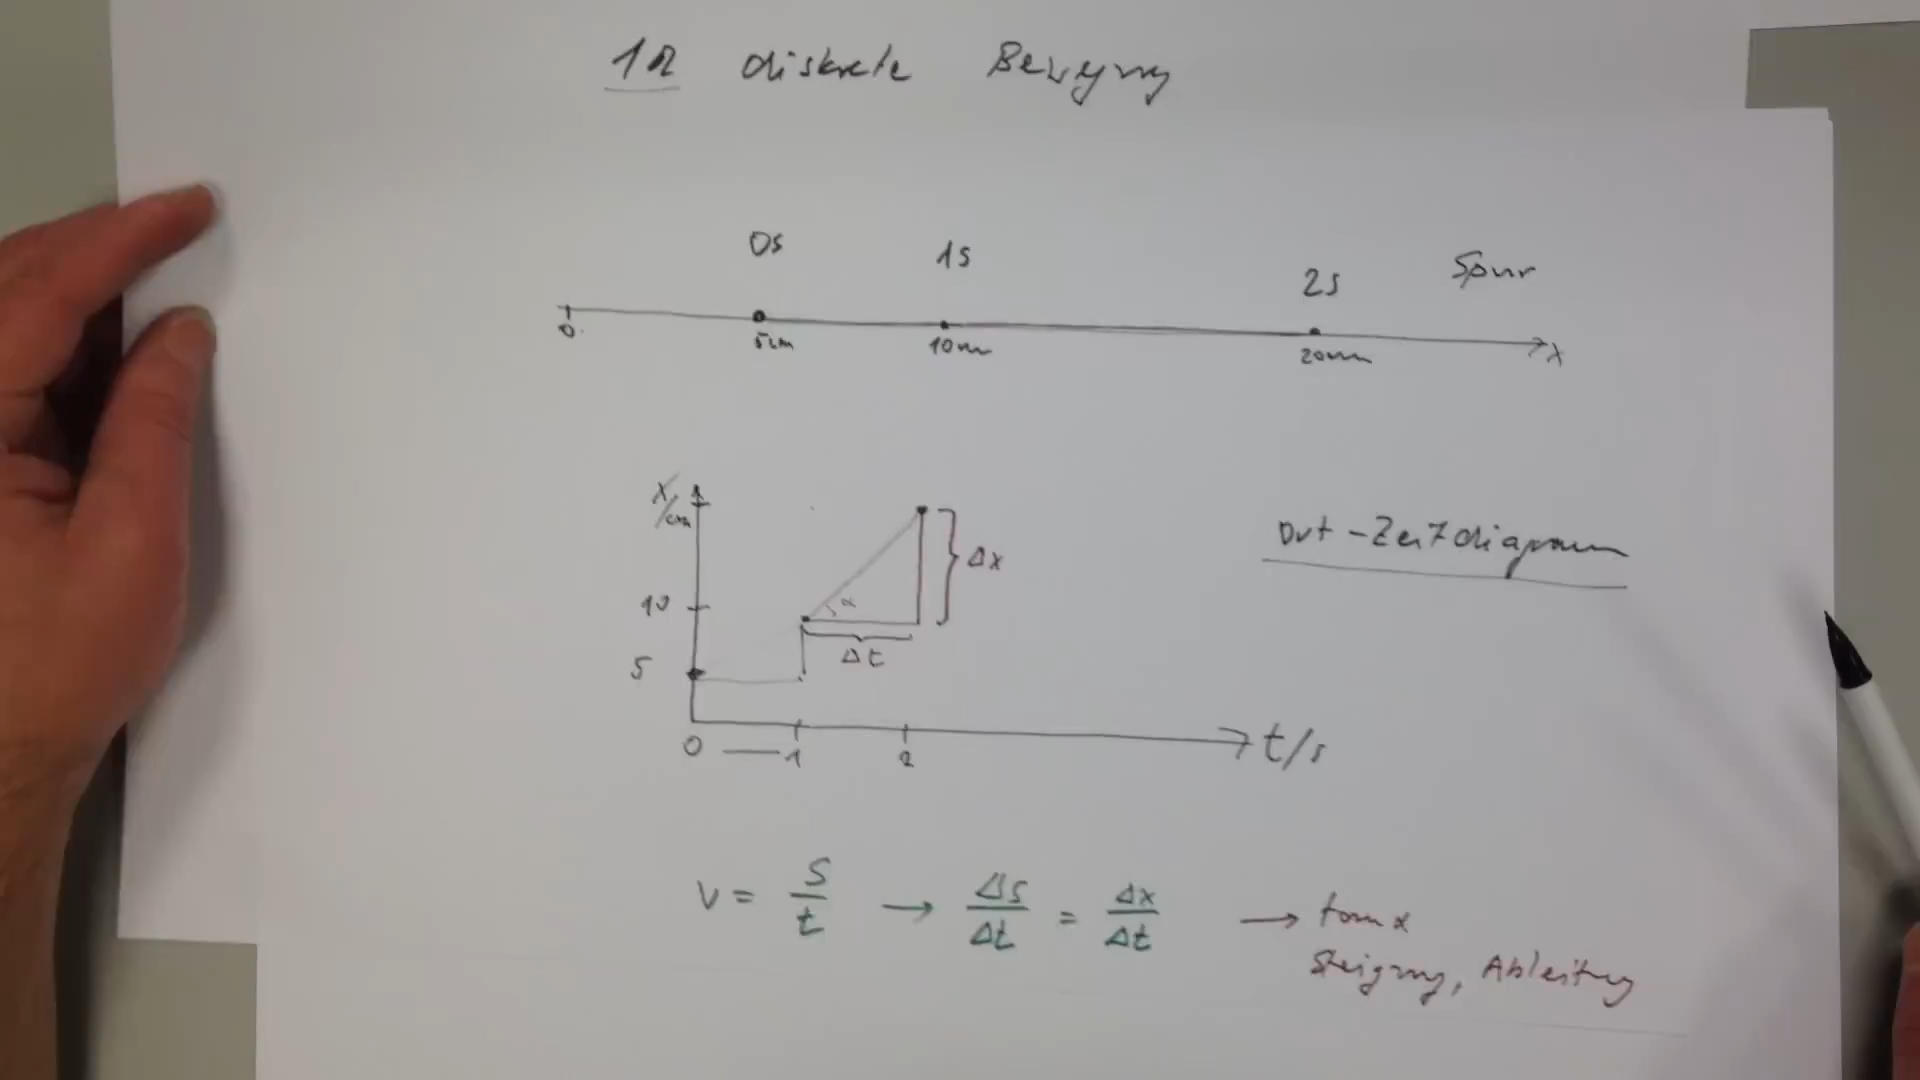 1D diskrete Bewegung
0s 1s 2s Spur
0 5cm 10cm 20cm x
x/cm
Δx
Ort-Zeitdiagramm
α
10
Δt
5
0 1 2 t/s
v = s/t → Δs/Δt = Δx/Δt → tan α
Steigung, Ableitung